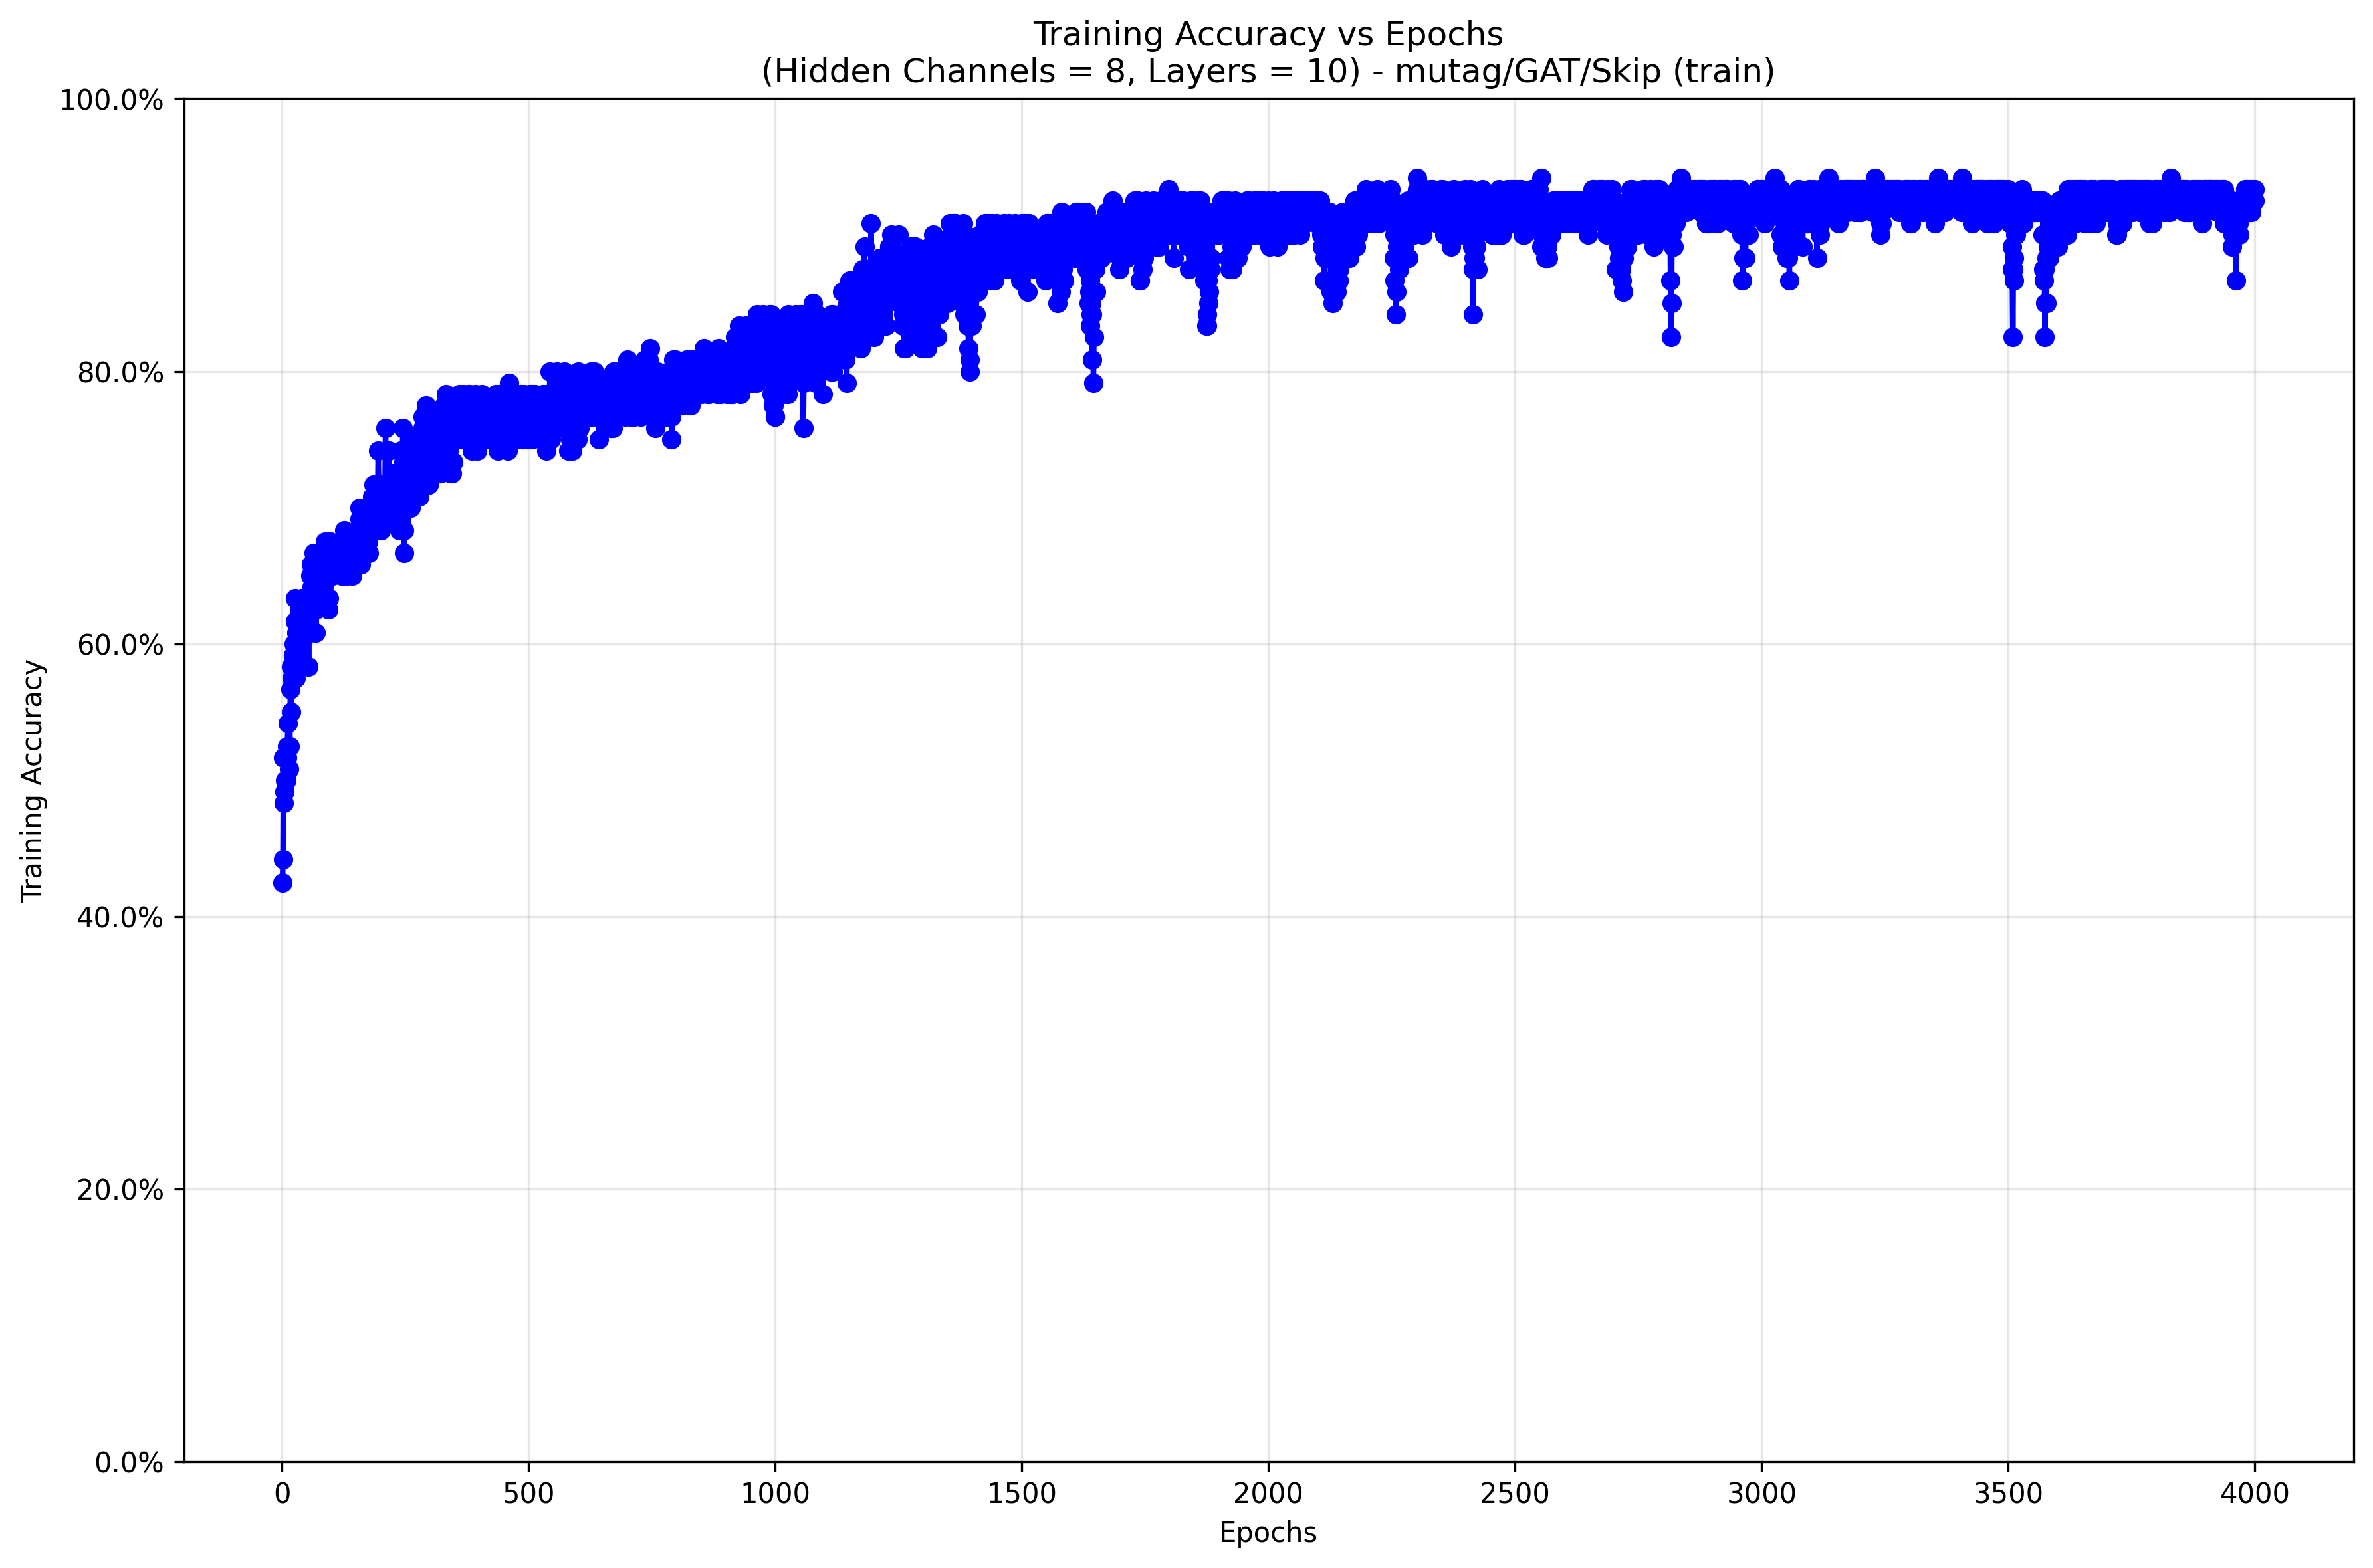 Training Accuracy vs Epochs
(Hidden Channels = 8, Layers = 10) - mutag/GAT/Skip (train)
100.0%
80.0%
60.0%
40.0%
20.0%
0.0%
Training Accuracy
0 500 1000 1500 2000 2500 3000 3500 4000
Epochs